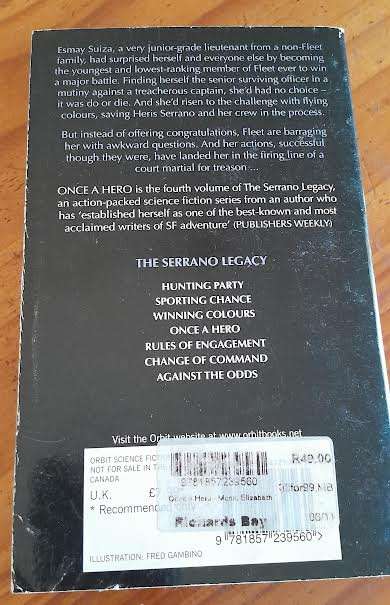 Esmay Suiza, a very junior-grade lieutenant from a non-Fleet
family, had surprised herself and everyone else by becoming
the youngest and lowest-ranking member of Fleet ever to win
a major battle. Finding herself the senior surviving officer in a
mutiny against a treacherous captain, she'd had no choice –
it was do or die. And she'd risen to the challenge with flying
colours, saving Heris Serrano and her crew in the process.
But instead of offering congratulations, Fleet are barraging
her with awkward questions. And her actions, successful
though they were, have landed her in the firing line of a
court martial for treason ...
ONCE A HERO is the fourth volume of The Serrano Legacy,
an action-packed science fiction series from an author who
has 'established herself as one of the best-known and most
acclaimed writers of SF adventure' (PUBLISHERS WEEKLY)
THE SERRANO LEGACY
HUNTING PARTY
SPORTING CHANCE
WINNING COLOURS
ONCE A HERO
RULES OF ENGAGEMENT
CHANGE OF COMMAND
AGAINST THE ODDS
Visit the Orbit website at www.orbitbooks.net
ORBIT SCIENCE FICTION
NOT FOR SALE IN THE
CANADA
U.K. £7
* Recommended only
R49.00
9781857239560
Once a Hero - Moon, Elizabeth
Richards Bay
9 781857 239560 >
ILLUSTRATION: FRED GAMBINO